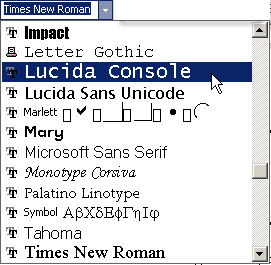 Times New Roman
Impact
Letter Gothic
Lucida Console
Lucida Sans Unicode
Marlett
Mary
Microsoft Sans Serif
Monotype Corsiva
Palatino Linotype
Symbol ΑβΧδΕφΓηΙφ
Tahoma
Times New Roman